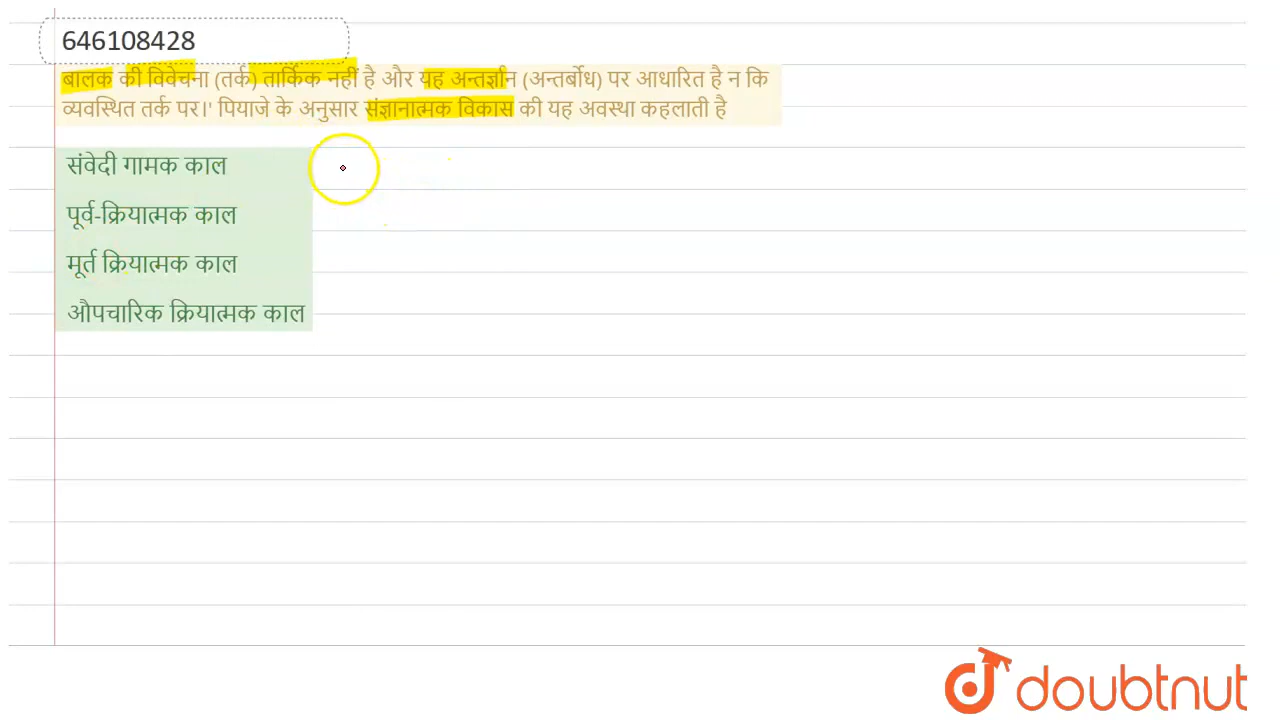 646108428
बालक की विवेचना (तर्क) तार्किक नहीं है और यह अन्तर्ज्ञान (अन्तर्बोध) पर आधारित है न कि
व्यवस्थित तर्क पर।' पियाजे के अनुसार संज्ञानात्मक विकास की यह अवस्था कहलाती है
संवेदी गामक काल
पूर्व-क्रियात्मक काल
मूर्त क्रियात्मक काल
औपचारिक क्रियात्मक काल
doubtnut